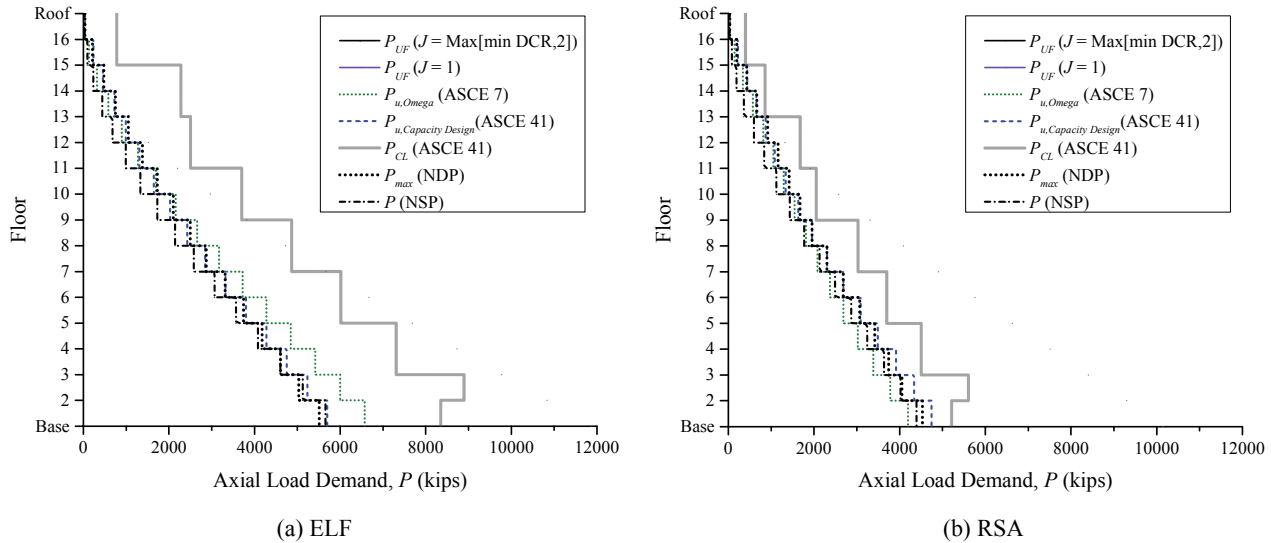 Roof
16
15
14
13
12
11
10
9
8
7
6
5
4
3
2
Base
Floor
P_UF (J = Max[min DCR,2])
P_UF (J = 1)
P_u,Omega (ASCE 7)
P_u,Capacity Design (ASCE 41)
P_CL (ASCE 41)
P_max (NDP)
P (NSP)
0 2000 4000 6000 8000 10000 12000
Axial Load Demand, P (kips)
(a) ELF
Roof
16
15
14
13
12
11
10
9
8
7
6
5
4
3
2
Base
Floor
P_UF (J = Max[min DCR,2])
P_UF (J = 1)
P_u,Omega (ASCE 7)
P_u,Capacity Design (ASCE 41)
P_CL (ASCE 41)
P_max (NDP)
P (NSP)
0 2000 4000 6000 8000 10000 12000
Axial Load Demand, P (kips)
(b) RSA